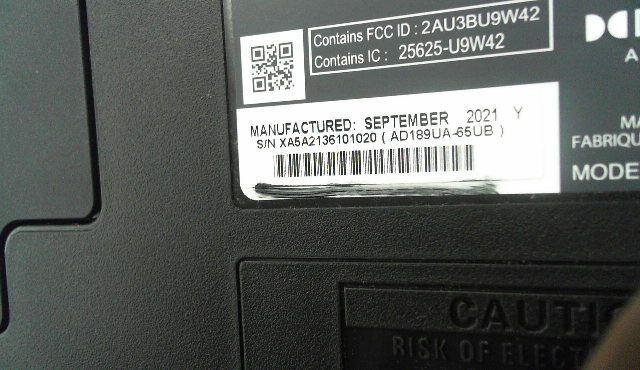 Contains FCC ID : 2AU3BU9W42
Contains IC : 25625-U9W42
MANUFACTURED: SEPTEMBER 2021 Y
S/N XA5A2136101020 ( AD189UA-65UB )
MA
FABRIQU
MODE
CAUTI
RISK OF ELECT